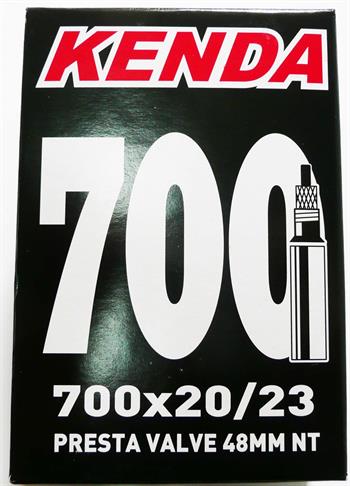 KENDA
700
700x20/23
PRESTA VALVE 48MM NT